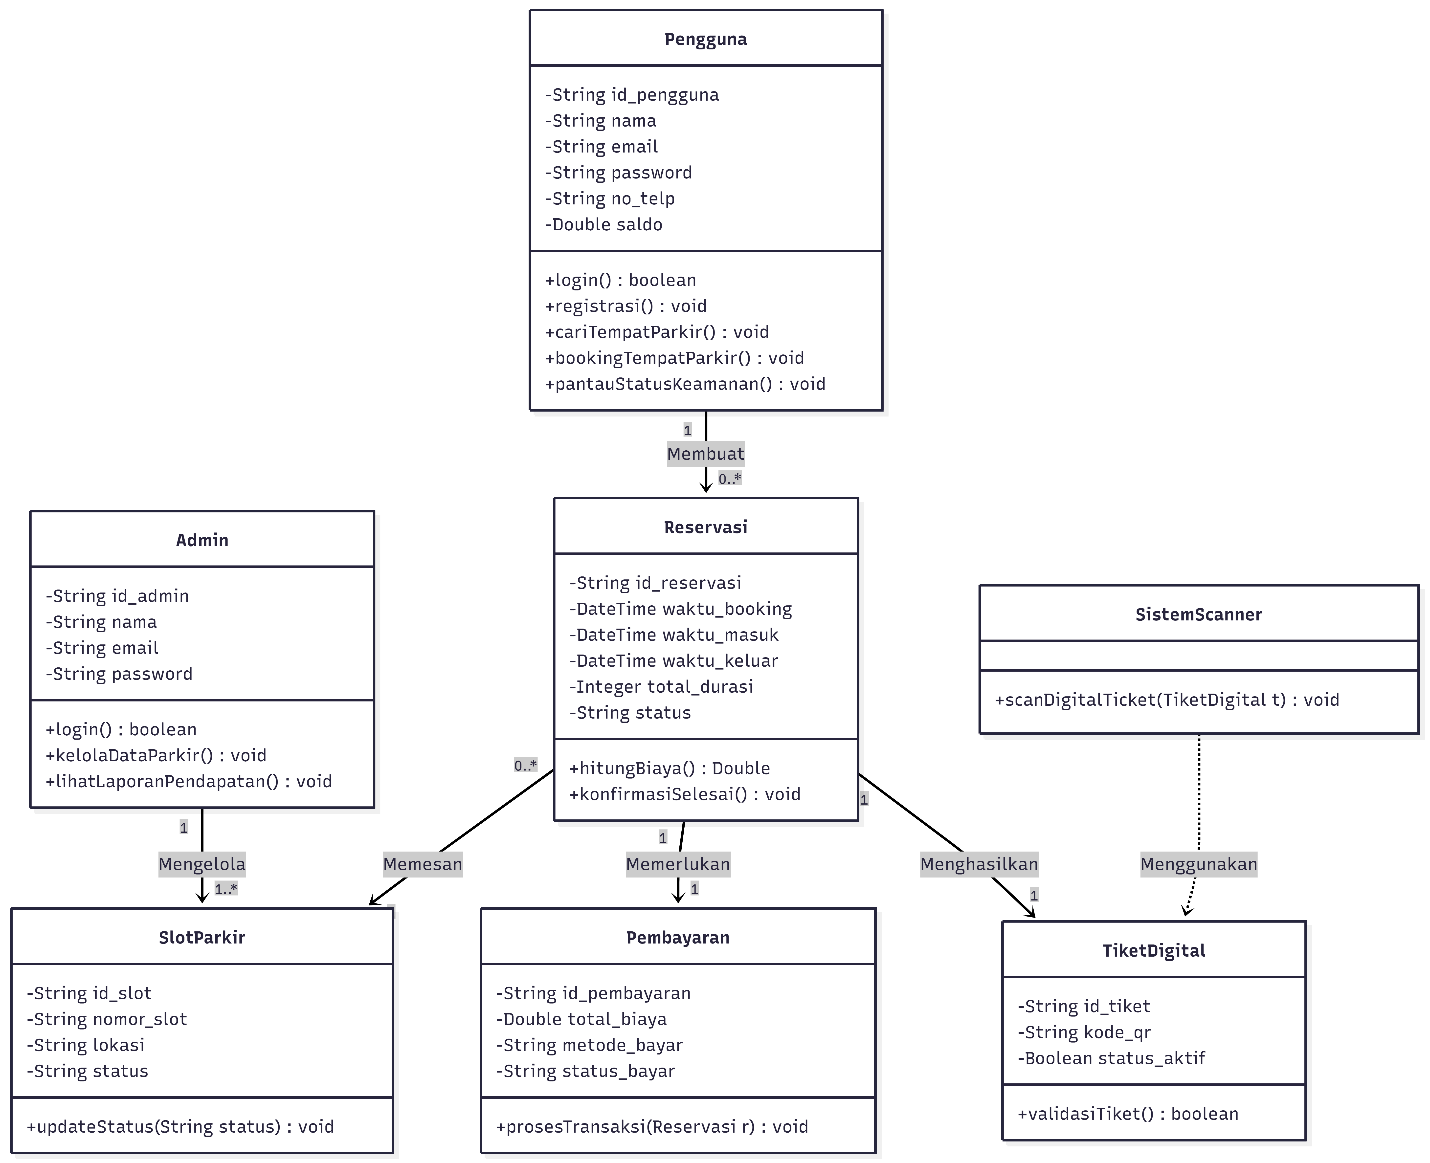 Pengguna
-String id_pengguna
-String nama
-String email
-String password
-String no_telp
-Double saldo
+login() : boolean
+registrasi() : void
+cariTempatParkir() : void
+bookingTempatParkir() : void
+pantauStatusKeamanan() : void
1
Membuat
0..*
Admin
-String id_admin
-String nama
-String email
-String password
+login() : boolean
+kelolaDataParkir() : void
+lihatLaporanPendapatan() : void
Reservasi
-String id_reservasi
-DateTime waktu_booking
-DateTime waktu_masuk
-DateTime waktu_keluar
-Integer total_durasi
-String status
+hitungBiaya() : Double
+konfirmasiSelesai() : void
SistemScanner
+scanDigitalTicket(TiketDigital t) : void
1
Mengelola
1..*
0..*
Memesan
1
Memerlukan
1
1
Menghasilkan
1
Menggunakan
SlotParkir
-String id_slot
-String nomor_slot
-String lokasi
-String status
+updateStatus(String status) : void
Pembayaran
-String id_pembayaran
-Double total_biaya
-String metode_bayar
-String status_bayar
+prosesTransaksi(Reservasi r) : void
TiketDigital
-String id_tiket
-String kode_qr
-Boolean status_aktif
+validasiTiket() : boolean